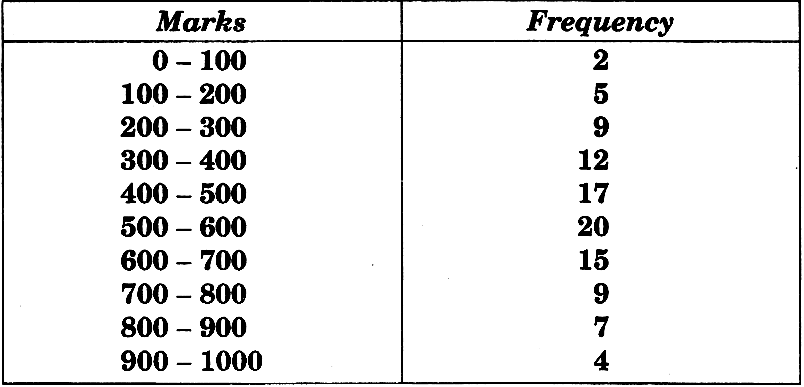 Marks Frequency
0 – 100 2
100 – 200 5
200 – 300 9
300 – 400 12
400 – 500 17
500 – 600 20
600 – 700 15
700 – 800 9
800 – 900 7
900 – 1000 4